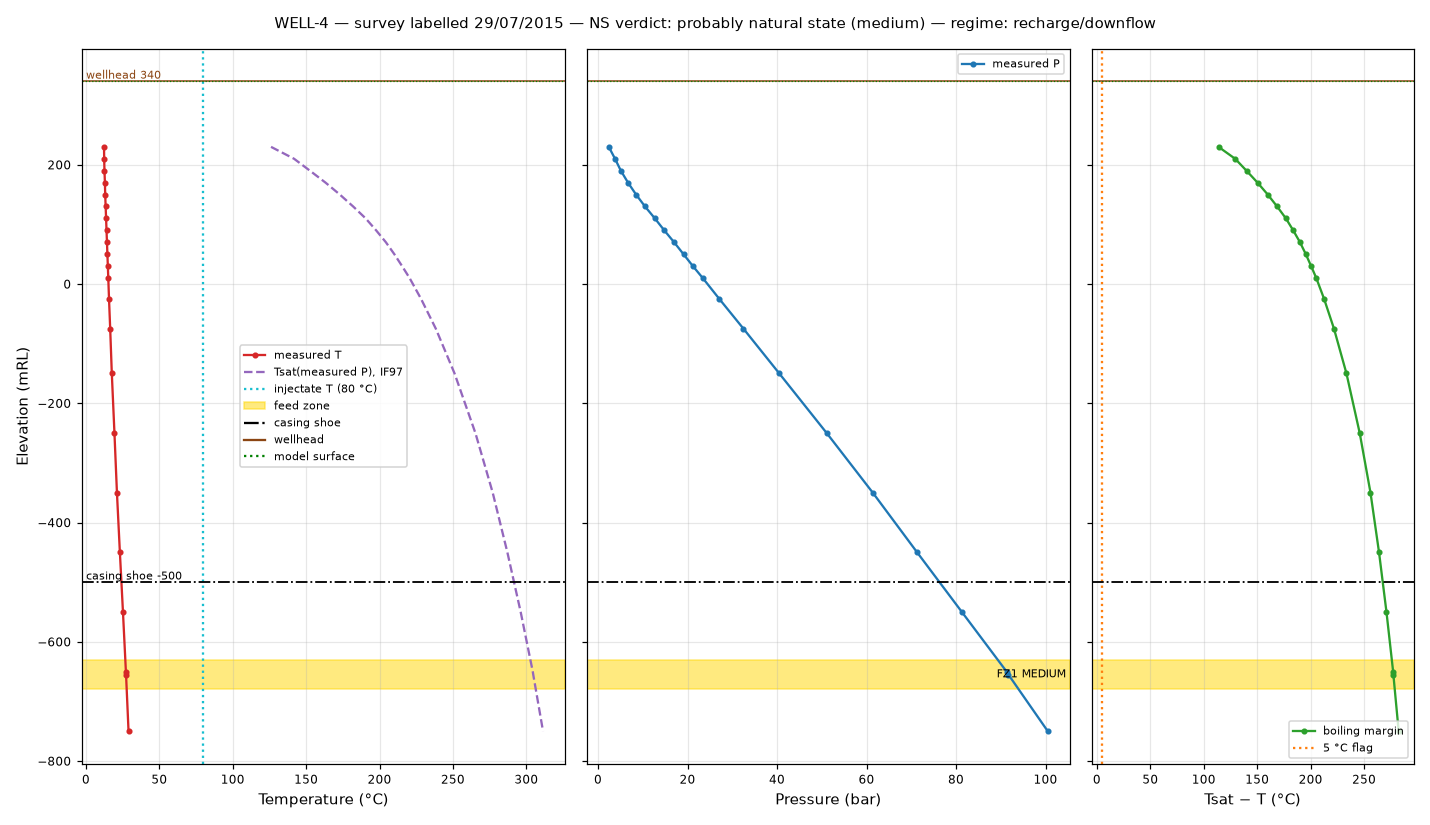 WELL-4 — survey labelled 29/07/2015 — NS verdict: probably natural state (medium) — regime: recharge/downflow
wellhead 340
casing shoe -500
measured T
Tsat(measured P), IF97
injectate T (80 °C)
feed zone
casing shoe
wellhead
model surface
Elevation (mRL)
200
0
−200
−400
−600
−800
0
50
100
150
200
250
300
Temperature (°C)
measured P
FZ1 MEDIUM
0
20
40
60
80
100
Pressure (bar)
boiling margin
5 °C flag
0
50
100
150
200
250
Tsat − T (°C)